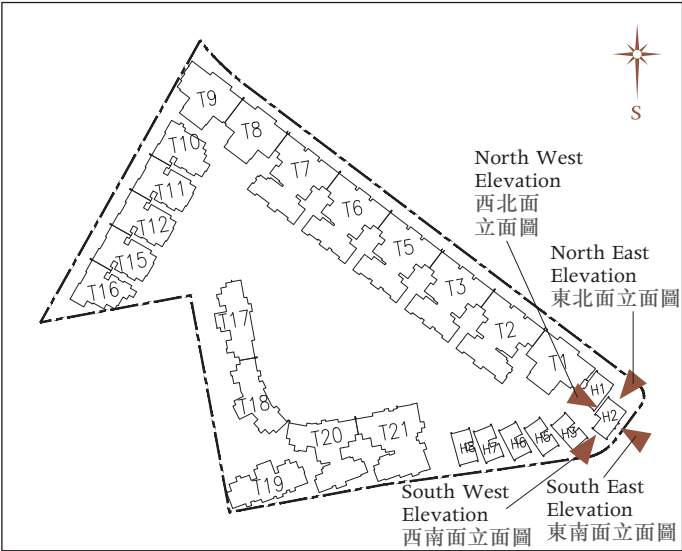 S
T9
T8
T10
T7
T11
T6
T12
T5
T15
T3
T16
T2
T17
T1
T18
T20
T21
T19
H1
H2
H3
H5
H6
H7
H8
North West
Elevation
西北面
立面圖
North East
Elevation
東北面立面圖
South West
Elevation
西南面立面圖
South East
Elevation
東南面立面圖